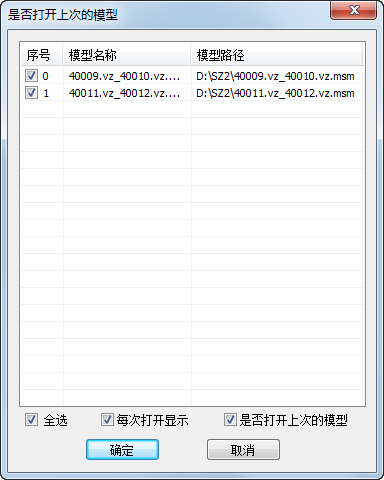 是否打开上次的模型
序号 模型名称 模型路径
0 40009.vz_40010.vz.... D:\SZ2\40009.vz_40010.vz.msm
1 40011.vz_40012.vz.... D:\SZ2\40011.vz_40012.vz.msm
全选 每次打开显示 是否打开上次的模型
确定 取消